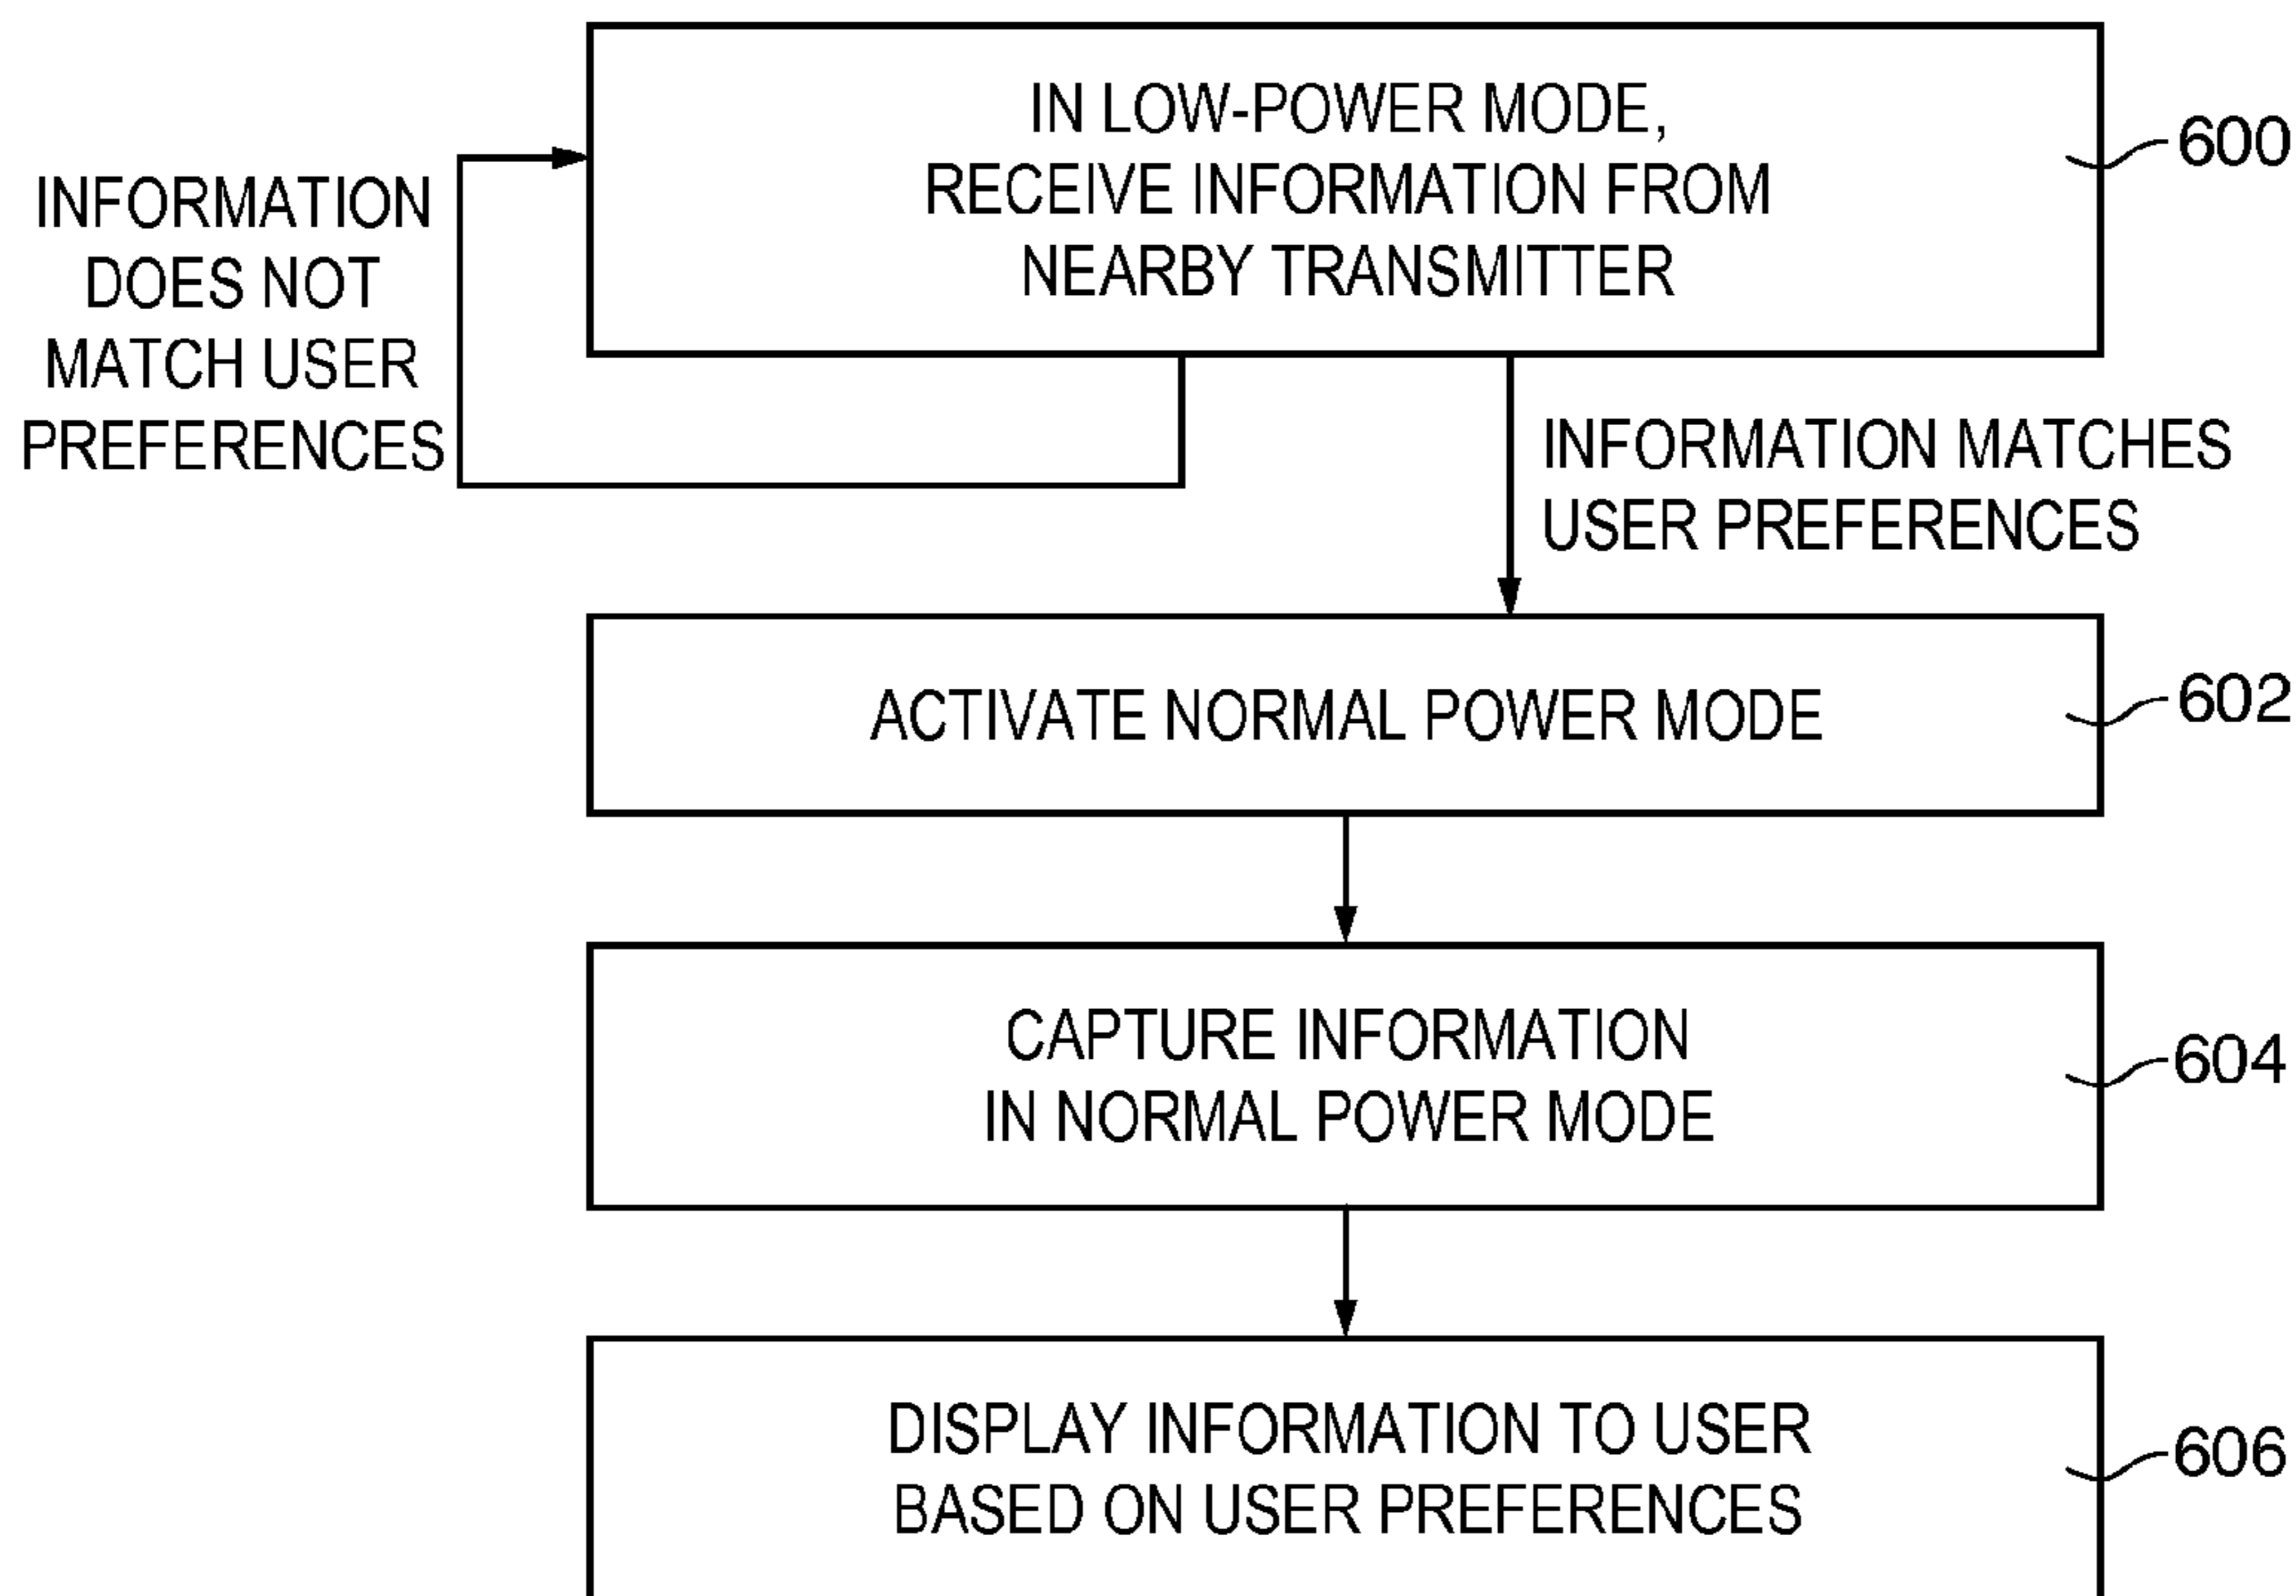 IN LOW-POWER MODE,
RECEIVE INFORMATION FROM
NEARBY TRANSMITTER
600
INFORMATION
DOES NOT
MATCH USER
PREFERENCES
INFORMATION MATCHES
USER PREFERENCES
ACTIVATE NORMAL POWER MODE
602
CAPTURE INFORMATION
IN NORMAL POWER MODE
604
DISPLAY INFORMATION TO USER
BASED ON USER PREFERENCES
606